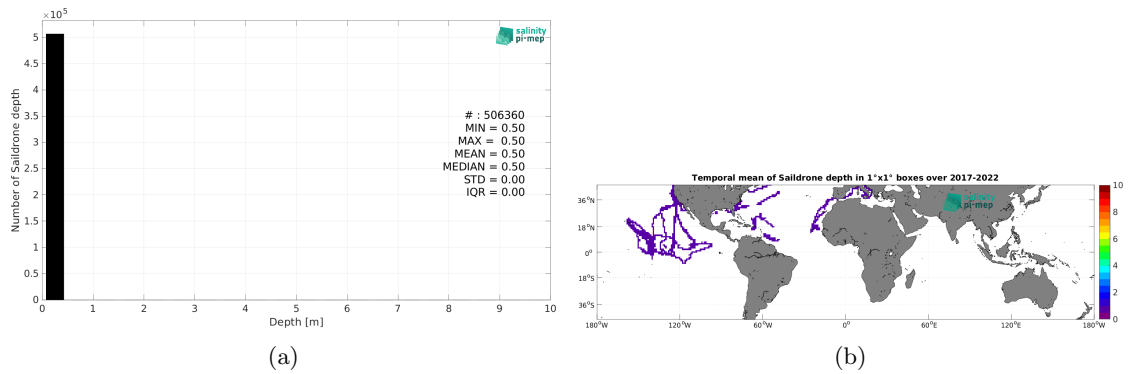 ×10⁵
5
4.5
4
3.5
3
2.5
2
1.5
1
0.5
0
Number of Saildrone depth
salinity
pi-mep
# : 506360
MIN = 0.50
MAX = 0.50
MEAN = 0.50
MEDIAN = 0.50
STD = 0.00
IQR = 0.00
0 1 2 3 4 5 6 7 8 9 10
Depth [m]
(a)
Temporal mean of Saildrone depth in 1°x1° boxes over 2017-2022
36°N
18°N
0°
18°S
36°S
salinity
pi-mep
180°W 120°W 60°W 0° 60°E 120°E 180°W
10
8
6
4
2
0
(b)